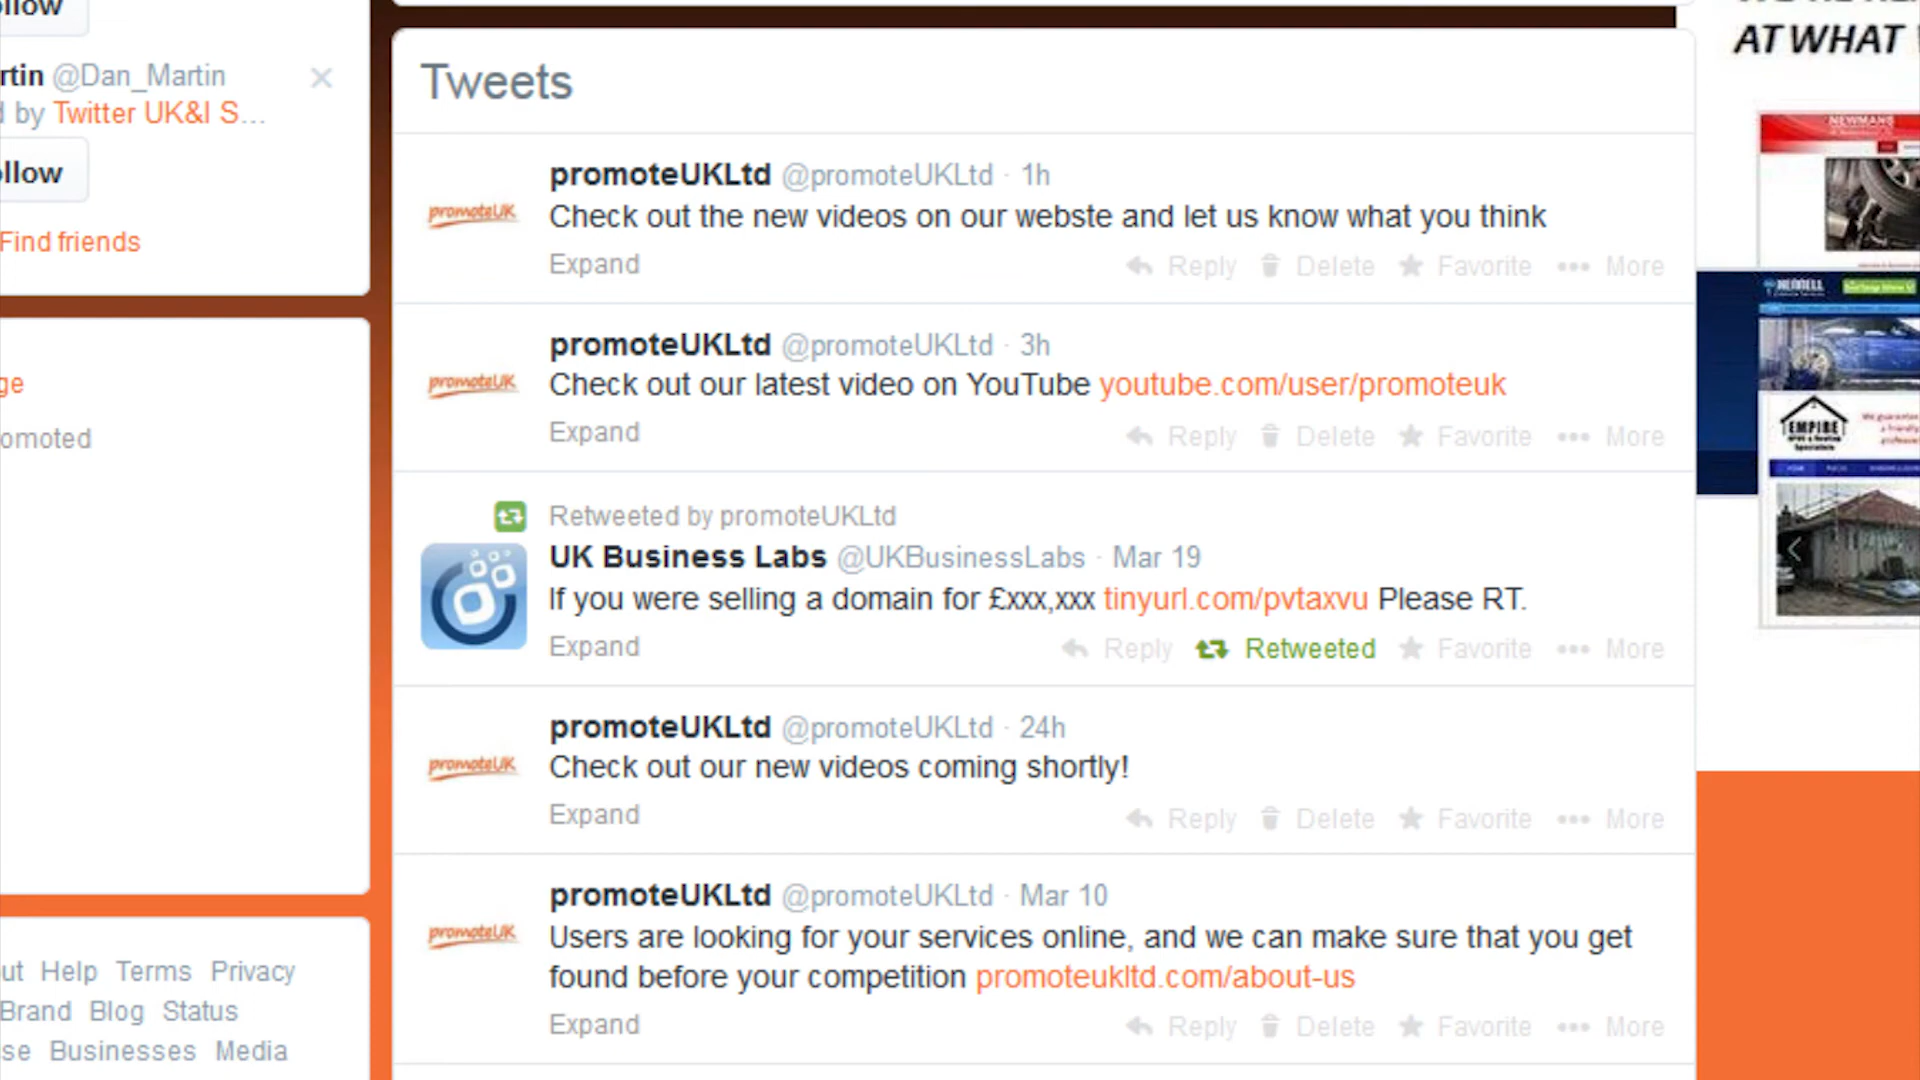 rtin @Dan_Martin
by Twitter UK&I S...
Find friends
Help Terms Privacy
Brand Blog Status
Businesses Media
Tweets
promoteUKLtd @promoteUKLtd · 1h
promoteUK
Check out the new videos on our webste and let us know what you think
Expand Reply Delete Favorite More
promoteUKLtd @promoteUKLtd · 3h
promoteUK
Check out our latest video on YouTube youtube.com/user/promoteuk
Expand Reply Delete Favorite More
Retweeted by promoteUKLtd
UK Business Labs @UKBusinessLabs · Mar 19
If you were selling a domain for £xxx,xxx tinyurl.com/pvtaxvu Please RT.
Expand Reply Retweeted Favorite More
promoteUKLtd @promoteUKLtd · 24h
promoteUK
Check out our new videos coming shortly!
Expand Reply Delete Favorite More
promoteUKLtd @promoteUKLtd · Mar 10
promoteUK
Users are looking for your services online, and we can make sure that you get
found before your competition promoteukltd.com/about-us
Expand Reply Delete Favorite More
AT WHAT
NEWMANS
EMPIRE